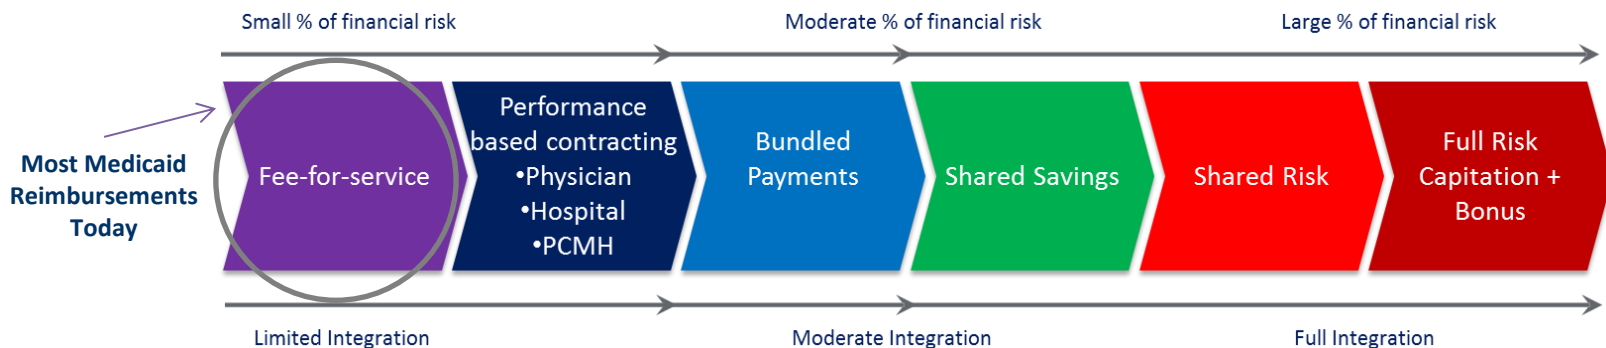 Small % of financial risk
Moderate % of financial risk
Large % of financial risk
Most Medicaid
Reimbursements
Today
Fee-for-service
Performance
based contracting
•Physician
•Hospital
•PCMH
Bundled
Payments
Shared Savings
Shared Risk
Full Risk
Capitation +
Bonus
Limited Integration
Moderate Integration
Full Integration